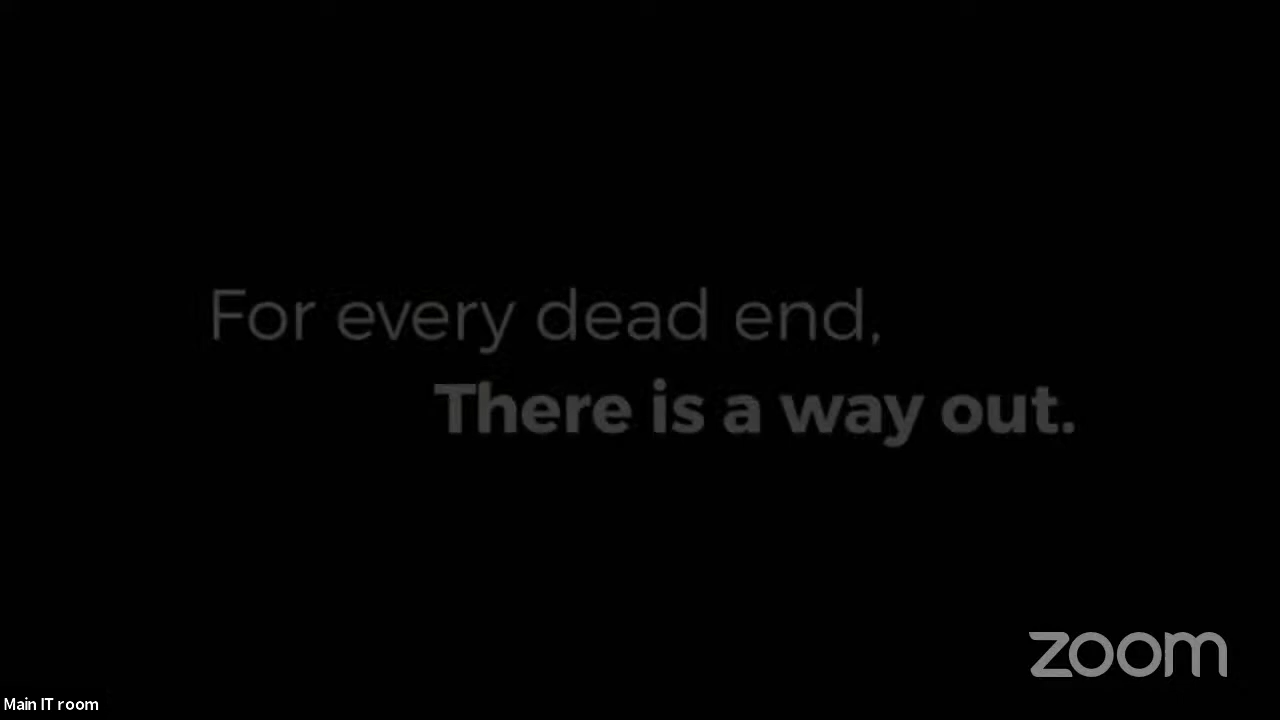 For every dead end,
There is a way out.
zoom
Main IT room